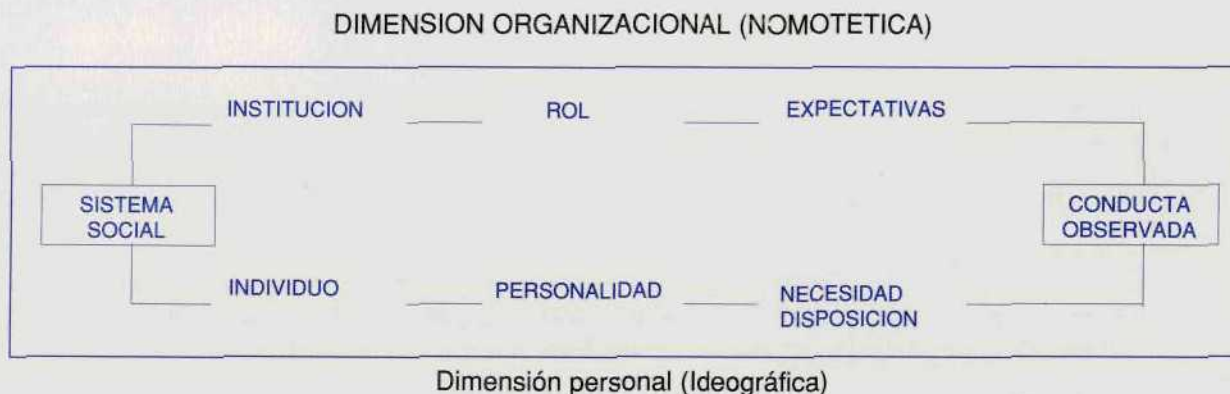 DIMENSION ORGANIZACIONAL (NOMOTETICA)
INSTITUCION ROL EXPECTATIVAS
SISTEMA
SOCIAL
CONDUCTA
OBSERVADA
INDIVIDUO PERSONALIDAD NECESIDAD
DISPOSICION
Dimensión personal (Ideográfica)